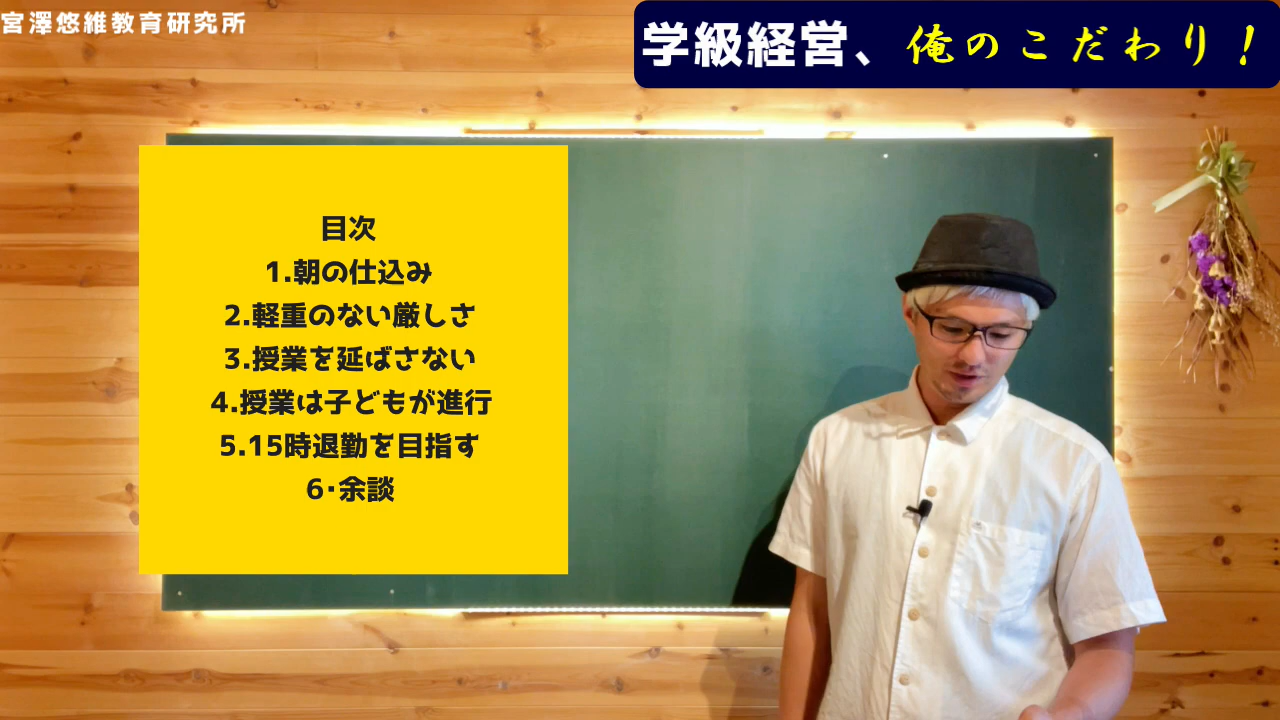 宮澤悠維教育研究所
学級経営、俺のこだわり！
目次
1.朝の仕込み
2.軽重のない厳しさ
3.授業を延ばさない
4.授業は子どもが進行
5.15時退勤を目指す
6･余談